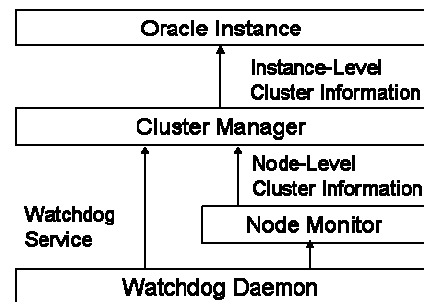 Oracle Instance
Instance-Level
Cluster Information
Cluster Manager
Node-Level
Cluster Information
Watchdog
Service
Node Monitor
Watchdog Daemon